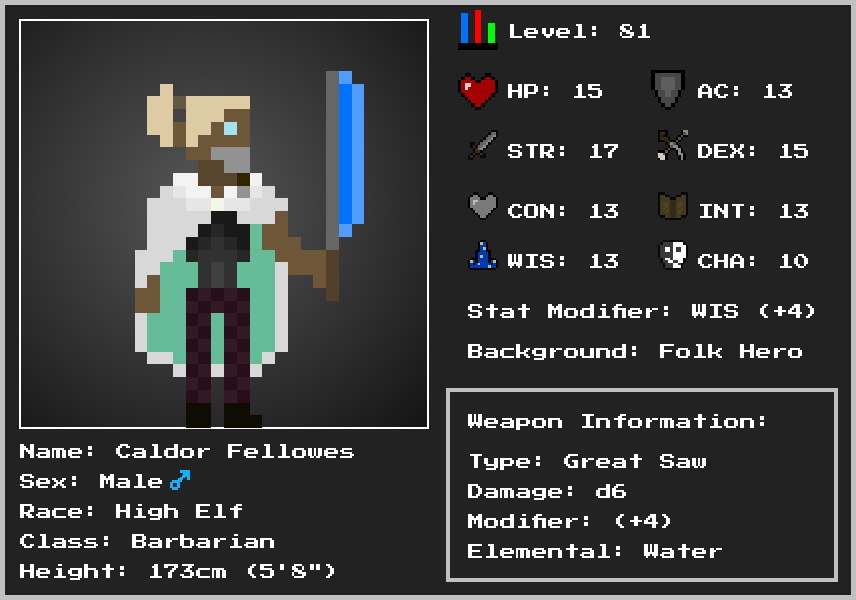 Level: 81
HP: 15 AC: 13
STR: 17 DEX: 15
CON: 13 INT: 13
WIS: 13 CHA: 10
Stat Modifier: WIS (+4)
Background: Folk Hero
Weapon Information:
Type: Great Saw
Damage: d6
Modifier: (+4)
Elemental: Water
Name: Caldor Fellowes
Sex: Male♂
Race: High Elf
Class: Barbarian
Height: 173cm (5'8")